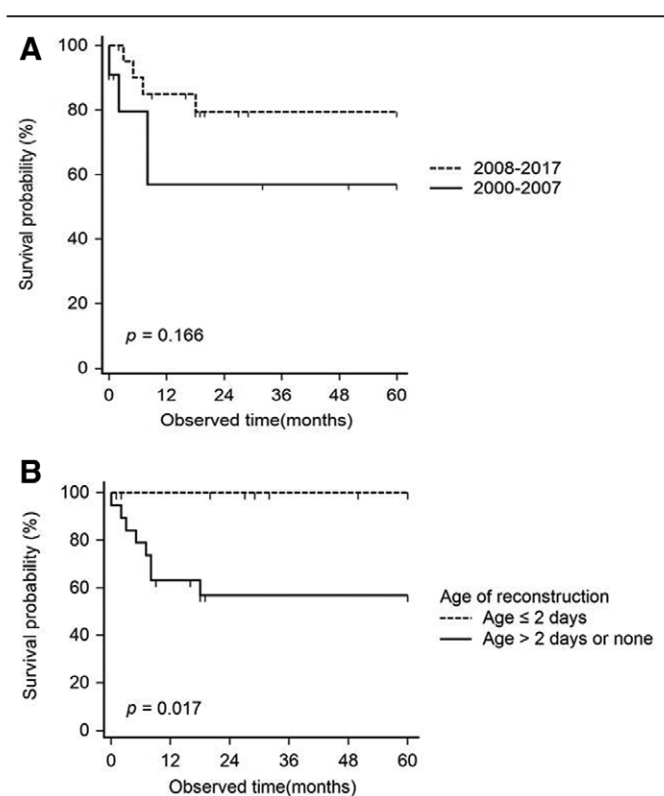 A
100
80
60
40
20
0
Survival probability (%)
p = 0.166
0 12 24 36 48 60
Observed time(months)
2008-2017
2000-2007
B
100
80
60
40
20
0
Survival probability (%)
p = 0.017
0 12 24 36 48 60
Observed time(months)
Age of reconstruction
Age ≤ 2 days
Age > 2 days or none